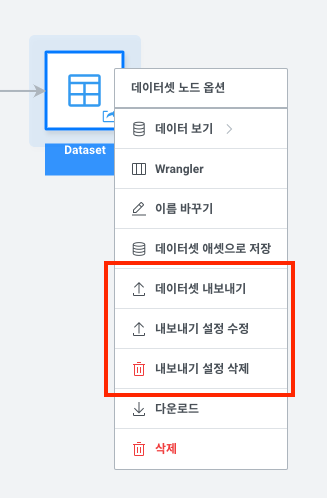 데이터셋 노드 옵션
Dataset
데이터 보기
Wrangler
이름 바꾸기
데이터셋 애셋으로 저장
데이터셋 내보내기
내보내기 설정 수정
내보내기 설정 삭제
다운로드
삭제